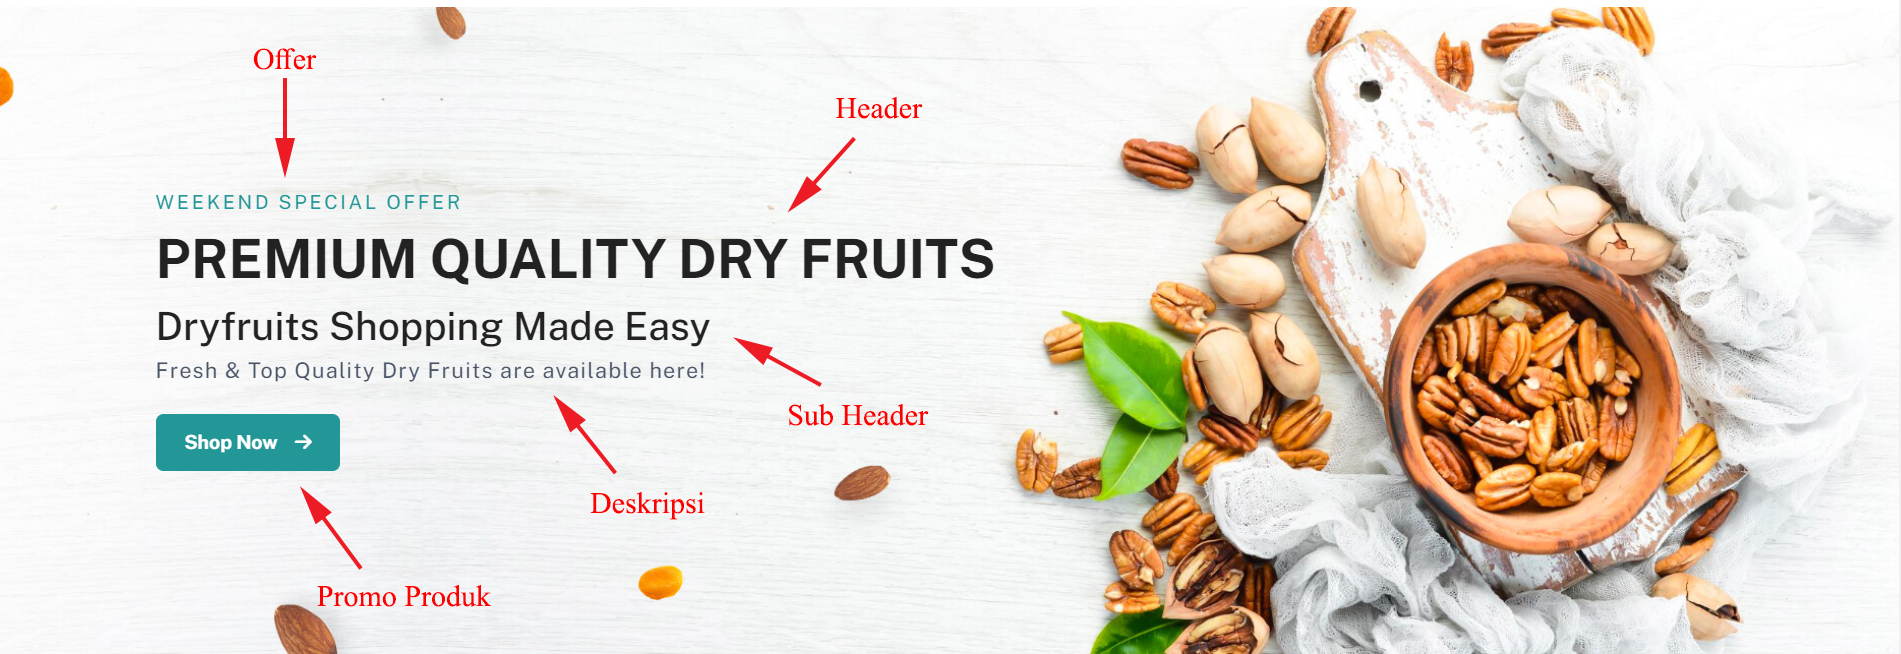 Offer
Header
WEEKEND SPECIAL OFFER
PREMIUM QUALITY DRY FRUITS
Dryfruits Shopping Made Easy
Fresh & Top Quality Dry Fruits are available here!
Sub Header
Shop Now
Deskripsi
Promo Produk